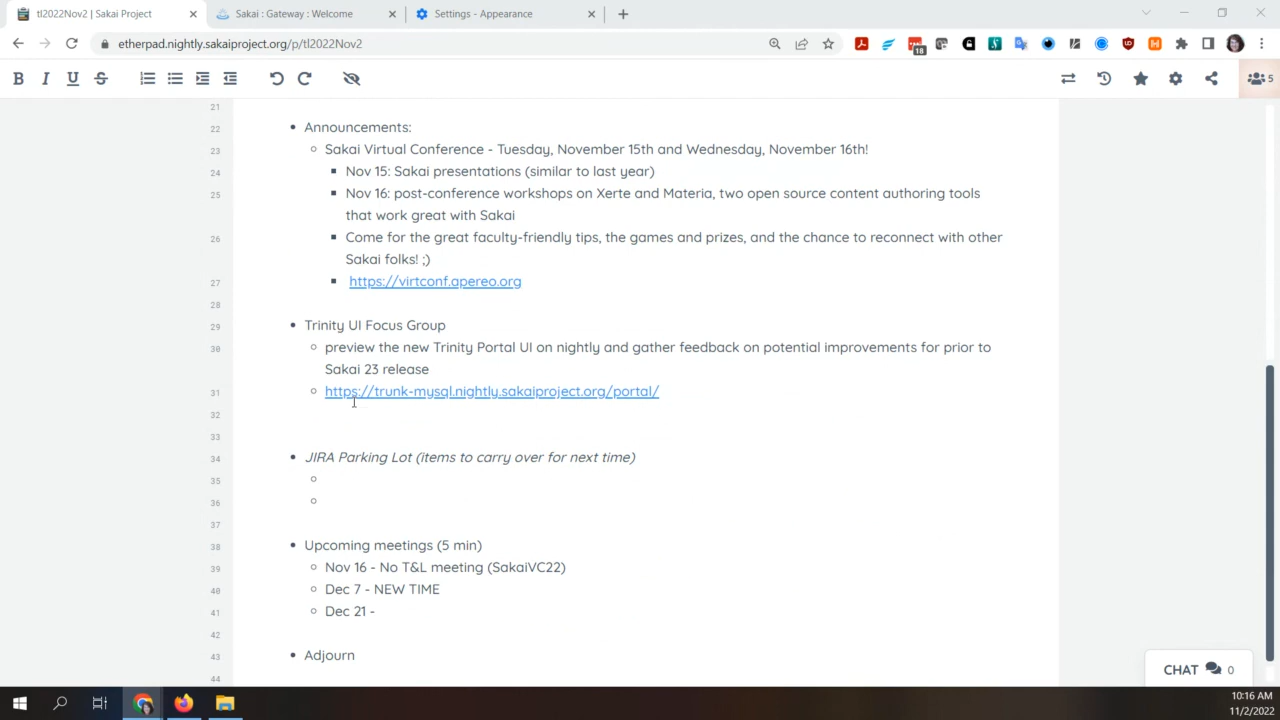 tl2022Nov2 | Sakai Project
Sakai : Gateway : Welcome
Settings - Appearance
etherpad.nightly.sakaiproject.org/p/tl2022Nov2
18
5
21
22 Announcements:
23 Sakai Virtual Conference - Tuesday, November 15th and Wednesday, November 16th!
24 Nov 15: Sakai presentations (similar to last year)
25 Nov 16: post-conference workshops on Xerte and Materia, two open source content authoring tools
that work great with Sakai
26 Come for the great faculty-friendly tips, the games and prizes, and the chance to reconnect with other
Sakai folks! ;)
27 https://virtconf.apereo.org
28
29 Trinity UI Focus Group
30 preview the new Trinity Portal UI on nightly and gather feedback on potential improvements for prior to
Sakai 23 release
31 https://trunk-mysql.nightly.sakaiproject.org/portal/
32
33
34 JIRA Parking Lot (items to carry over for next time)
35
36
37
38 Upcoming meetings (5 min)
39 Nov 16 - No T&L meeting (SakaiVC22)
40 Dec 7 - NEW TIME
41 Dec 21 -
42
43 Adjourn
44
CHAT 0
10:16 AM
11/2/2022